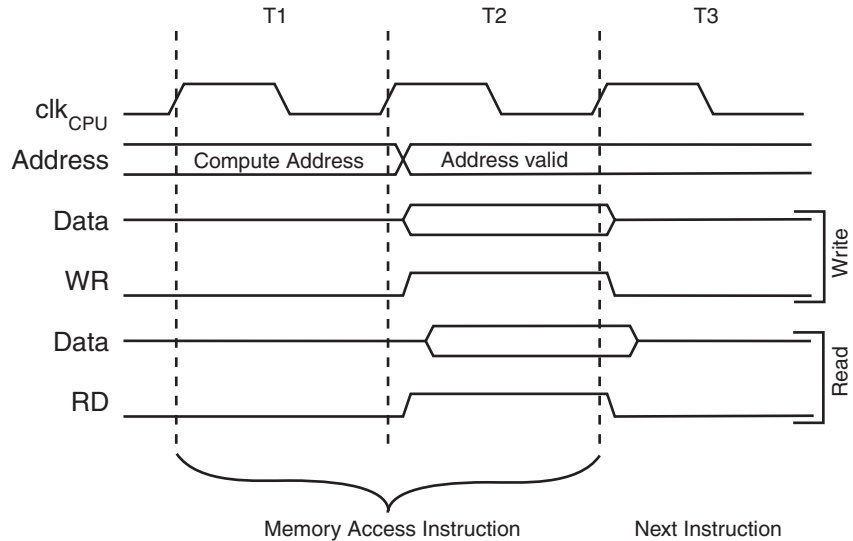 T1 T2 T3
clkCPU
Address Compute Address Address valid
Data
WR
Write
Data
RD
Read
Memory Access Instruction Next Instruction